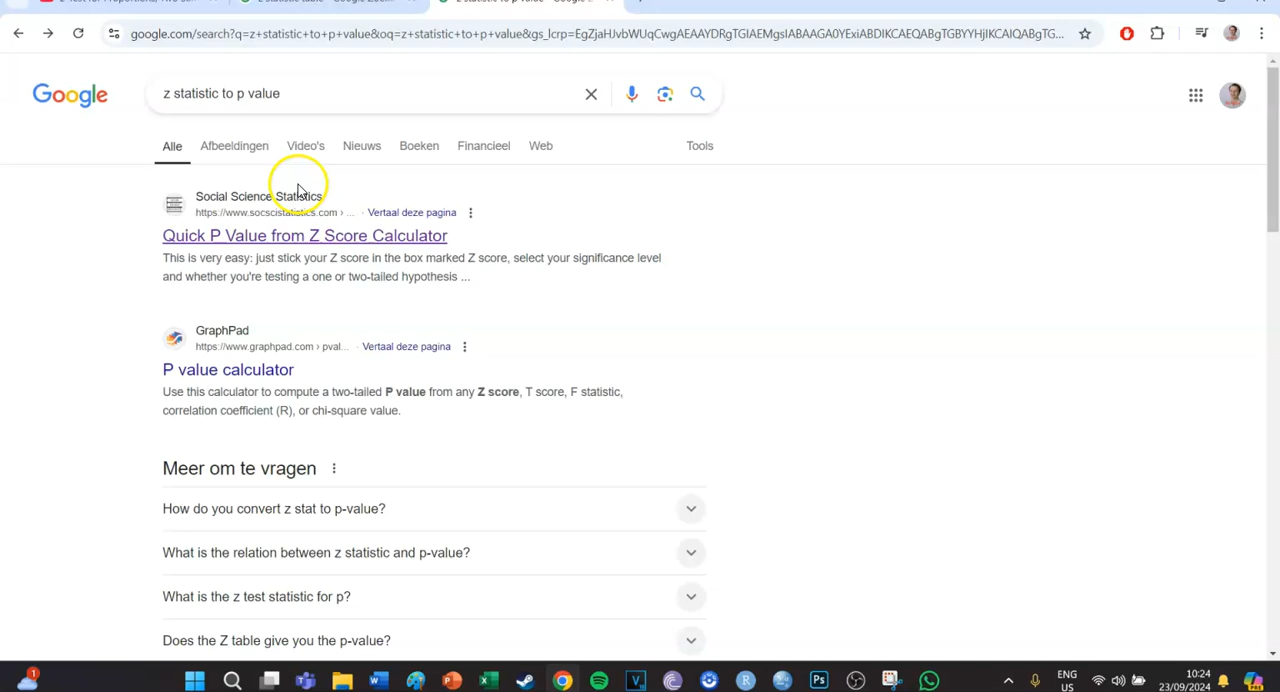 google.com/search?q=z+statistic+to+p+value&oq=z+statistic+to+p+value&gs_lcrp=EgZjaHJvbWUqCwgAEAAYDRgTGIAEMgsIABAAGA0YExiABDIKCAEQABgTGBYYHjIKCAIQABgTG...
Google
z statistic to p value
Alle Afbeeldingen Video's Nieuws Boeken Financieel Web Tools
Social Science Statistics
https://www.socscistatistics.com › ... · Vertaal deze pagina
Quick P Value from Z Score Calculator
This is very easy: just stick your Z score in the box marked Z score, select your significance level
and whether you're testing a one or two-tailed hypothesis ...
GraphPad
https://www.graphpad.com › pval... · Vertaal deze pagina
P value calculator
Use this calculator to compute a two-tailed P value from any Z score, T score, F statistic,
correlation coefficient (R), or chi-square value.
Meer om te vragen
How do you convert z stat to p-value?
What is the relation between z statistic and p-value?
What is the z test statistic for p?
Does the Z table give you the p-value?
ENG 10:24
US 23/09/2024